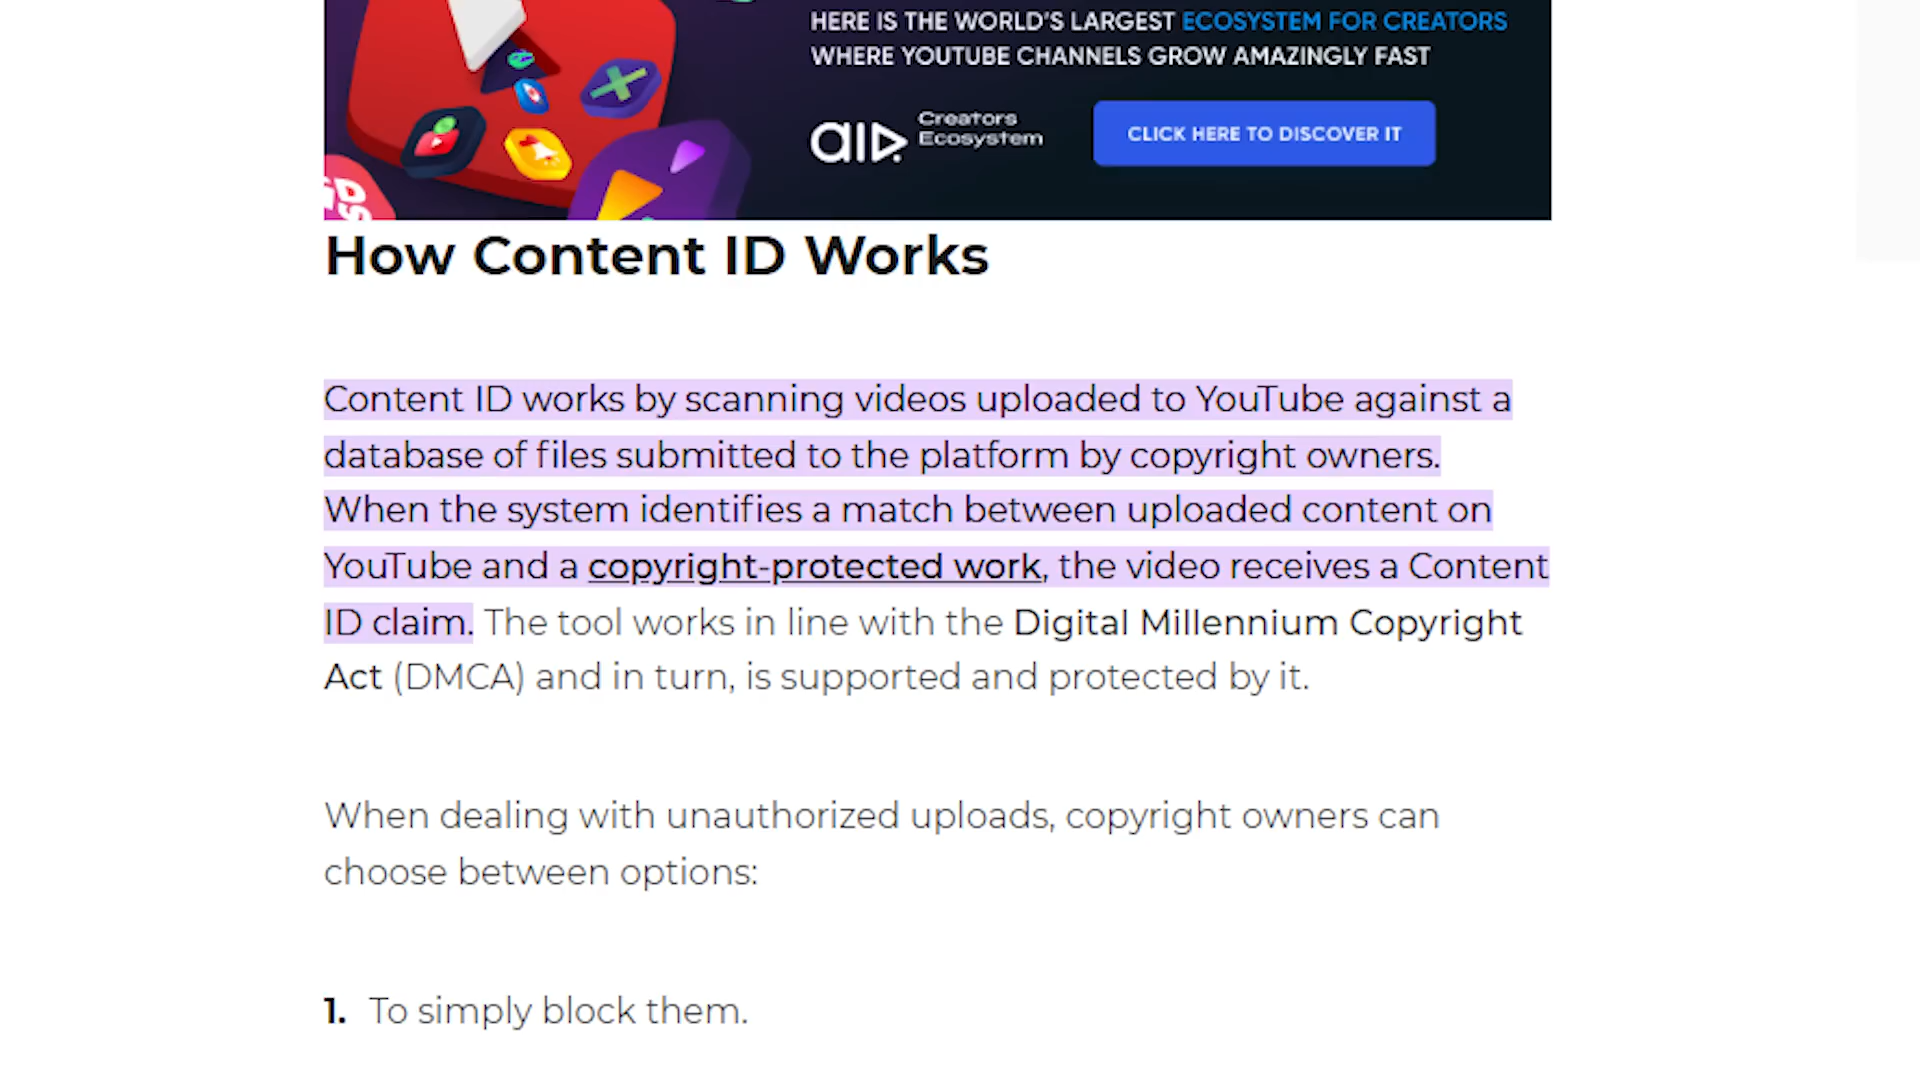 HERE IS THE WORLD'S LARGEST ECOSYSTEM FOR CREATORS
WHERE YOUTUBE CHANNELS GROW AMAZINGLY FAST
Creators
Ecosystem
CLICK HERE TO DISCOVER IT
How Content ID Works
Content ID works by scanning videos uploaded to YouTube against a
database of files submitted to the platform by copyright owners.
When the system identifies a match between uploaded content on
YouTube and a copyright-protected work, the video receives a Content
ID claim. The tool works in line with the Digital Millennium Copyright
Act (DMCA) and in turn, is supported and protected by it.
When dealing with unauthorized uploads, copyright owners can
choose between options:
1. To simply block them.